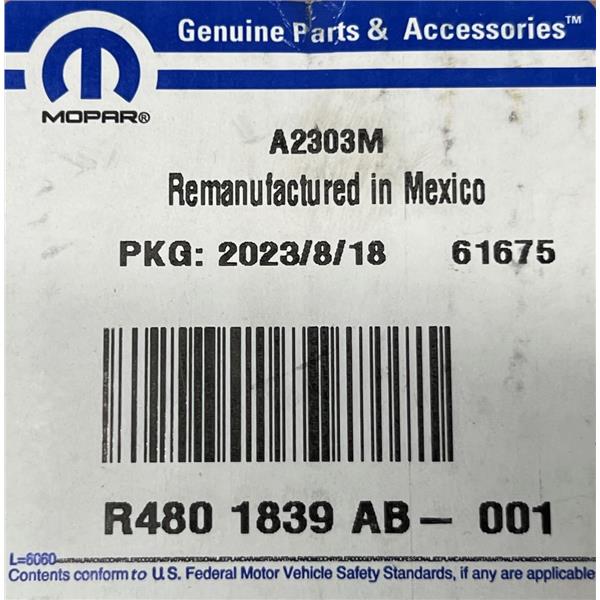 Genuine Parts & Accessories™
MOPAR®
A2303M
Remanufactured in Mexico
PKG: 2023/8/18 61675
R480 1839 AB – 001
L=6060
Contents conform to U.S. Federal Motor Vehicle Safety Standards, if any are applicable